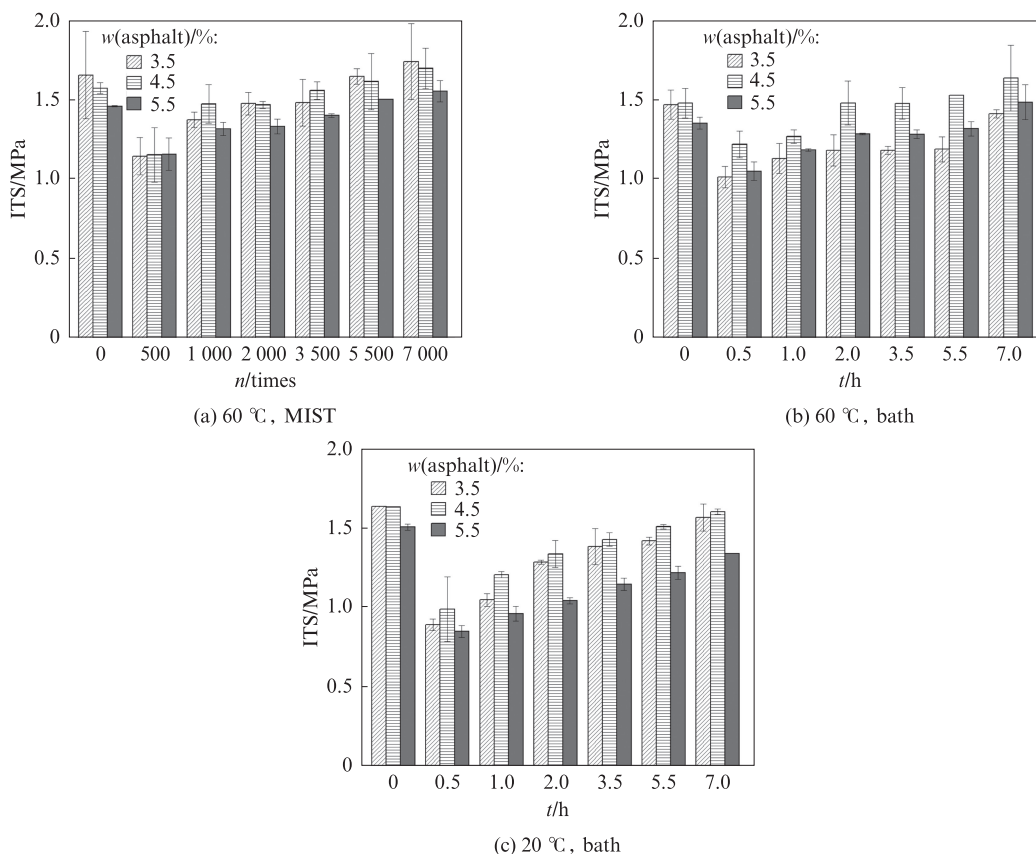 2.0
1.5
1.0
0.5
0
ITS/MPa
w(asphalt)/%:
3.5
4.5
5.5
0 500 1 000 2 000 3 500 5 500 7 000
n/times
(a) 60 ℃, MIST
2.0
1.5
1.0
0.5
0
ITS/MPa
w(asphalt)/%:
3.5
4.5
5.5
0 0.5 1.0 2.0 3.5 5.5 7.0
t/h
(b) 60 ℃, bath
2.0
1.5
1.0
0.5
0
ITS/MPa
w(asphalt)/%:
3.5
4.5
5.5
0 0.5 1.0 2.0 3.5 5.5 7.0
t/h
(c) 20 ℃, bath